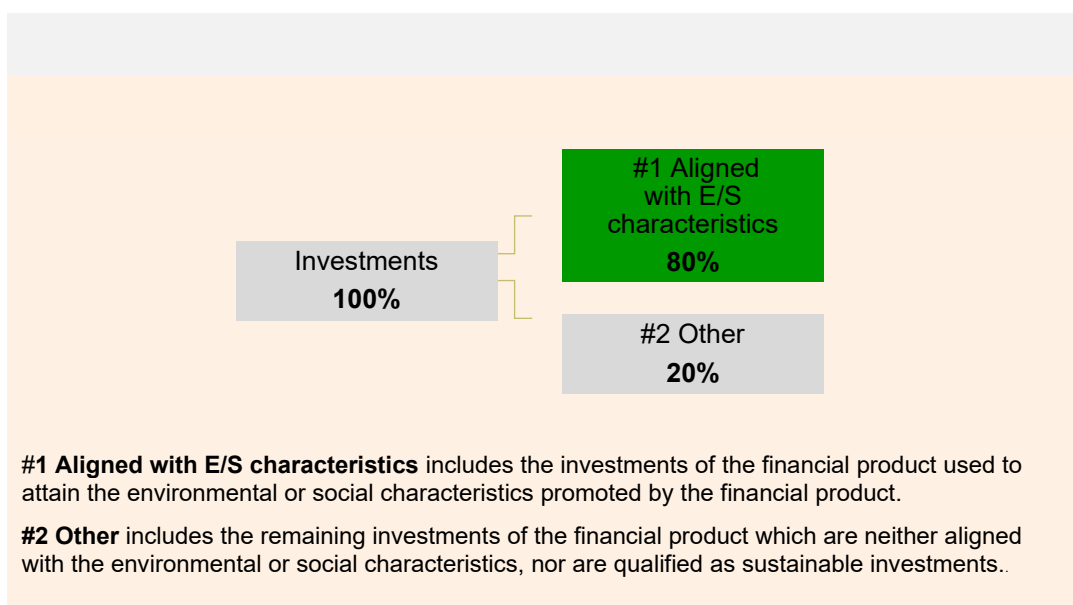 #1 Aligned
with E/S
characteristics
80%
Investments
100%
#2 Other
20%
#1 Aligned with E/S characteristics includes the investments of the financial product used to
attain the environmental or social characteristics promoted by the financial product.
#2 Other includes the remaining investments of the financial product which are neither aligned
with the environmental or social characteristics, nor are qualified as sustainable investments..